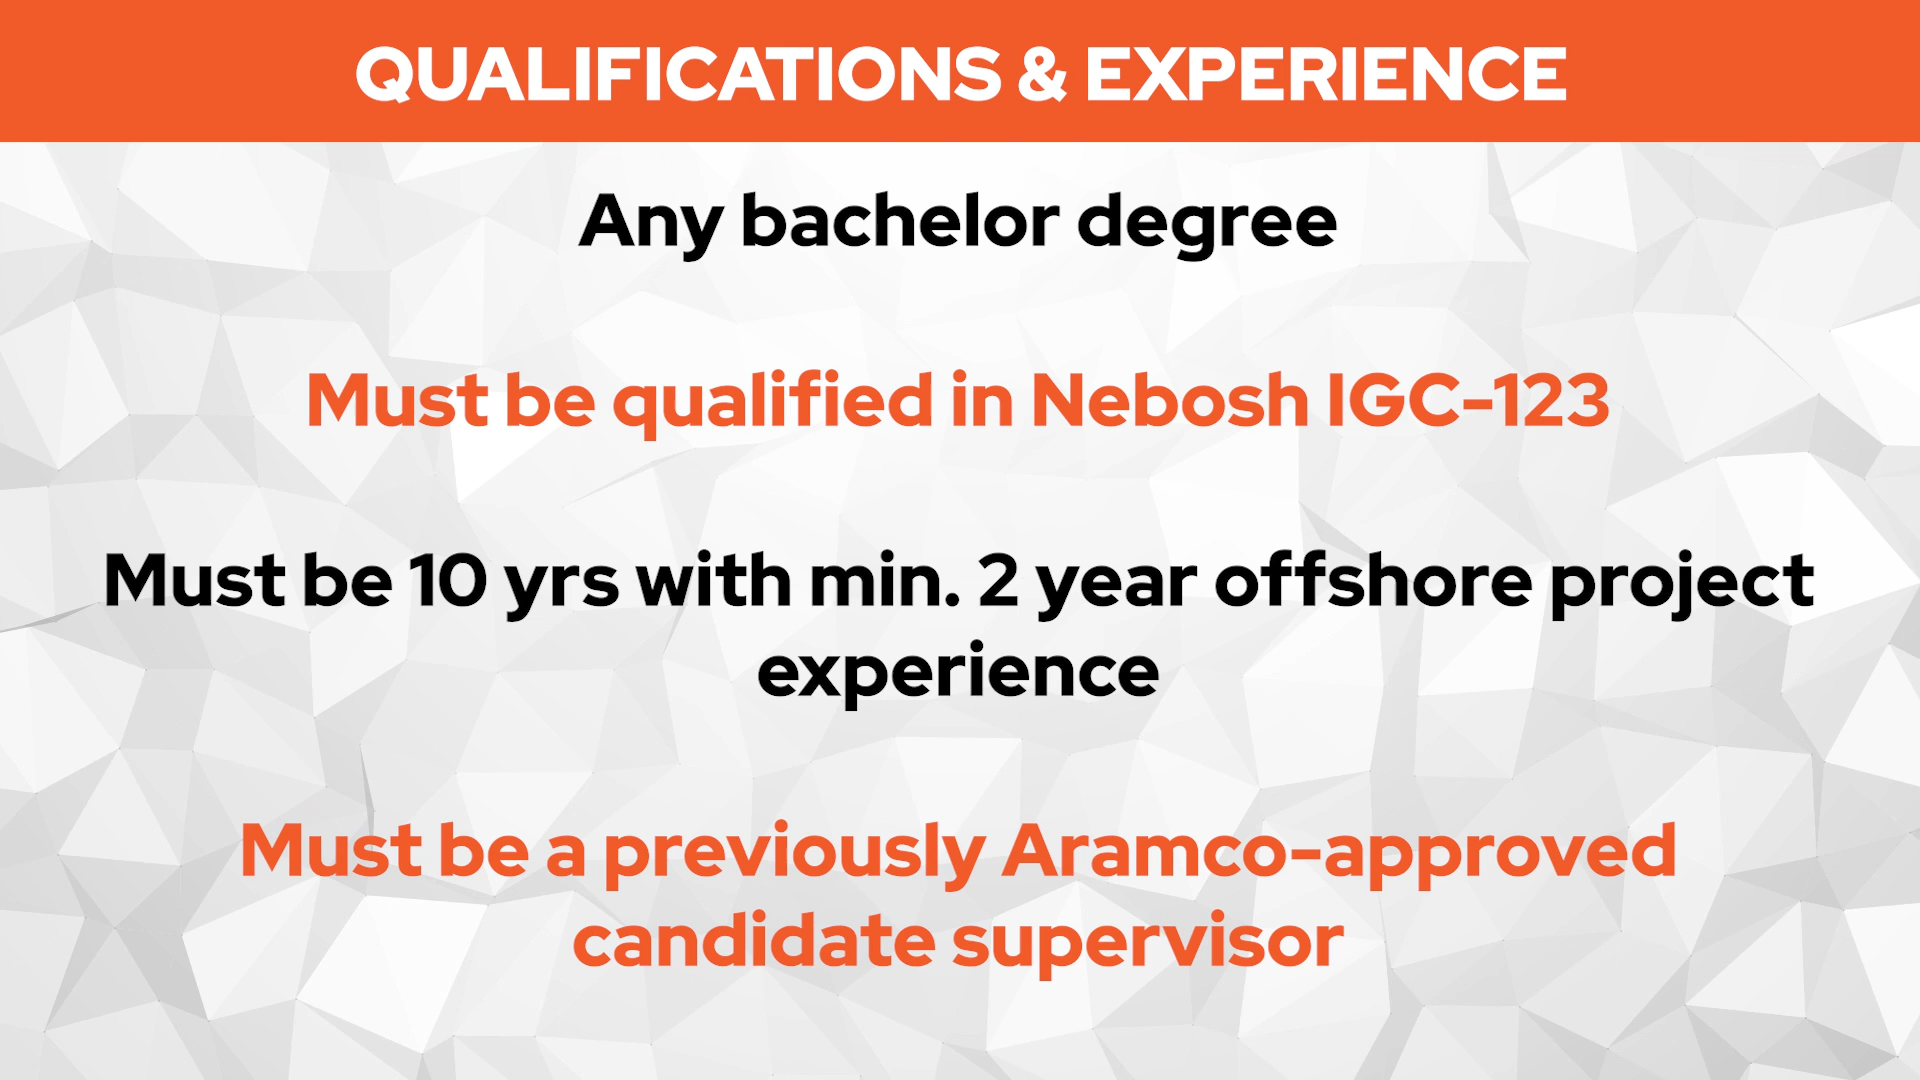 QUALIFICATIONS & EXPERIENCE
Any bachelor degree
Must be qualified in Nebosh IGC-123
Must be 10 yrs with min. 2 year offshore project
experience
Must be a previously Aramco-approved
candidate supervisor